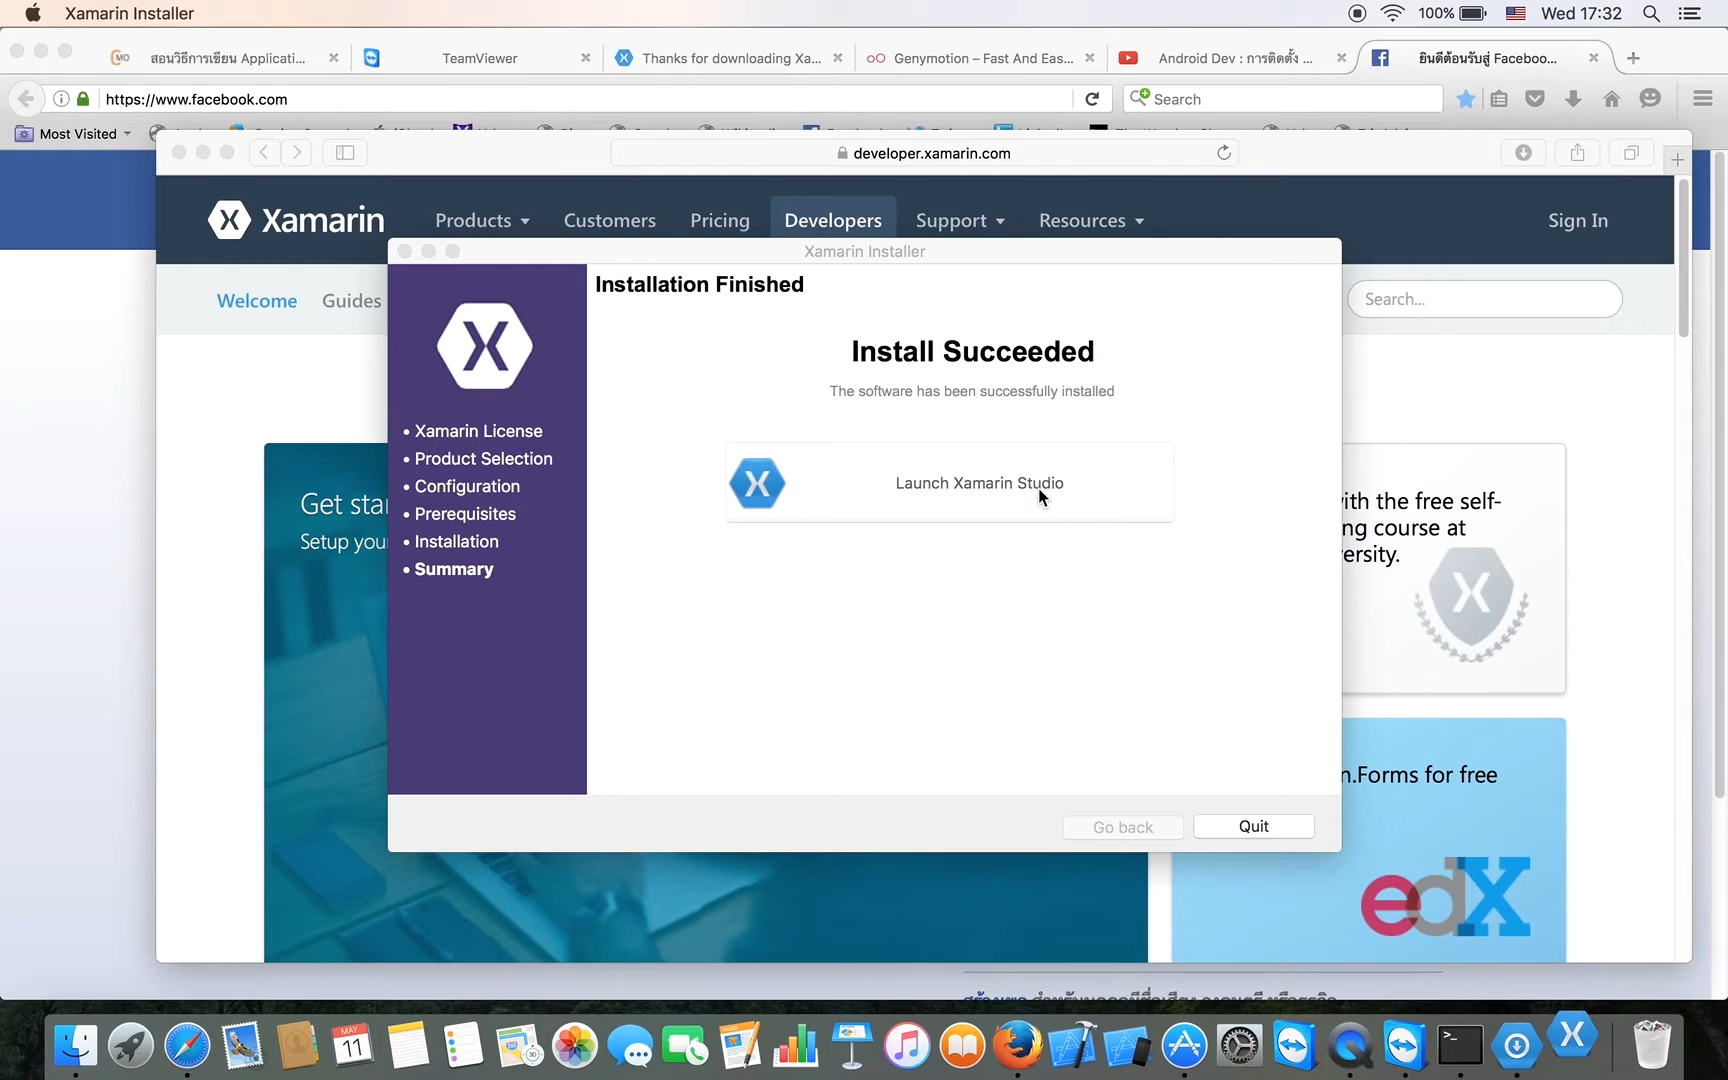 Xamarin Installer
100%
Wed 17:32
สอนวิธีการเขียน Applicati...
TeamViewer
Thanks for downloading Xa...
Genymotion – Fast And Eas...
Android Dev : การติดตั้ง ...
ยินดีต้อนรับสู่ Faceboo...
https://www.facebook.com
Search
Most Visited
developer.xamarin.com
Xamarin
Products
Customers
Pricing
Developers
Support
Resources
Sign In
Xamarin Installer
Welcome
Guides
Search...
Installation Finished
Install Succeeded
The software has been successfully installed
Launch Xamarin Studio
• Xamarin License
• Product Selection
• Configuration
• Prerequisites
• Installation
• Summary
Get sta
Setup you
ith the free self-
ng course at
ersity.
n.Forms for free
Go back
Quit
edX
MAY
11